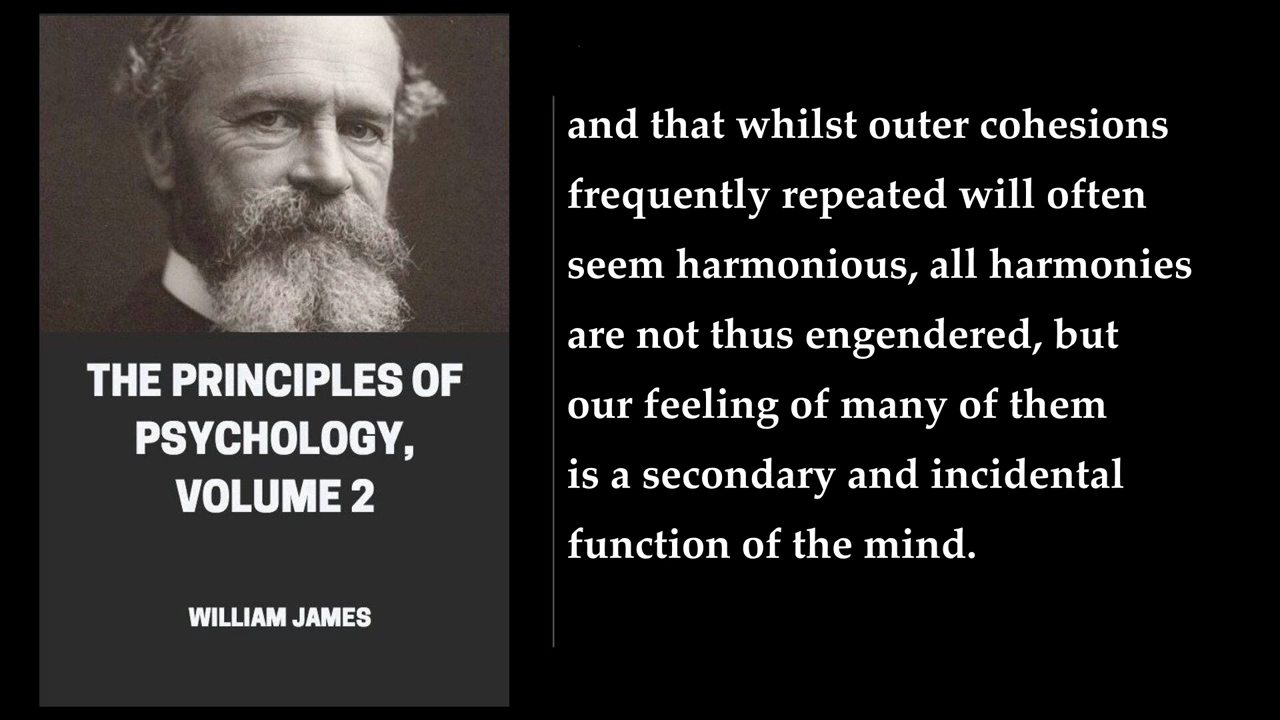 THE PRINCIPLES OF
PSYCHOLOGY,
VOLUME 2
WILLIAM JAMES
and that whilst outer cohesions
frequently repeated will often
seem harmonious, all harmonies
are not thus engendered, but
our feeling of many of them
is a secondary and incidental
function of the mind.